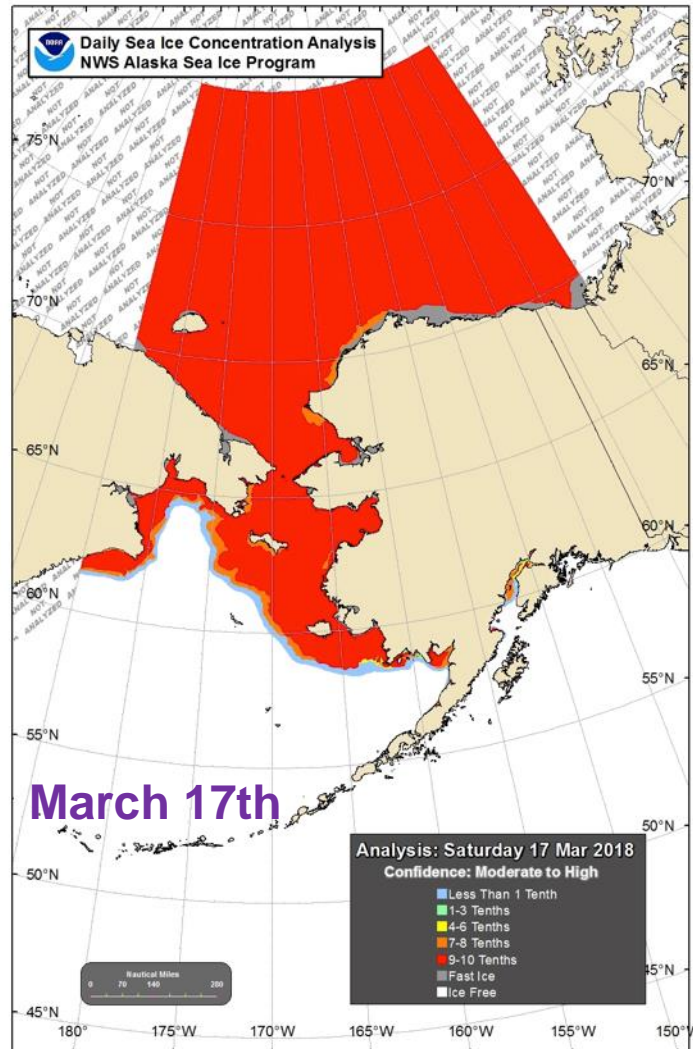 NOAA
Daily Sea Ice Concentration Analysis
NWS Alaska Sea Ice Program
NOT ANALYZED
75°N
70°N
70°N
65°N
65°N
60°N
60°N
55°N
55°N
50°N
50°N
45°N
45°N
March 17th
Analysis: Saturday 17 Mar 2018
Confidence: Moderate to High
Less Than 1 Tenth
1-3 Tenths
4-6 Tenths
7-8 Tenths
9-10 Tenths
Fast Ice
Ice Free
Nautical Miles
0 70 140 200
180° 175°W 170°W 165°W 160°W 155°W 150°W